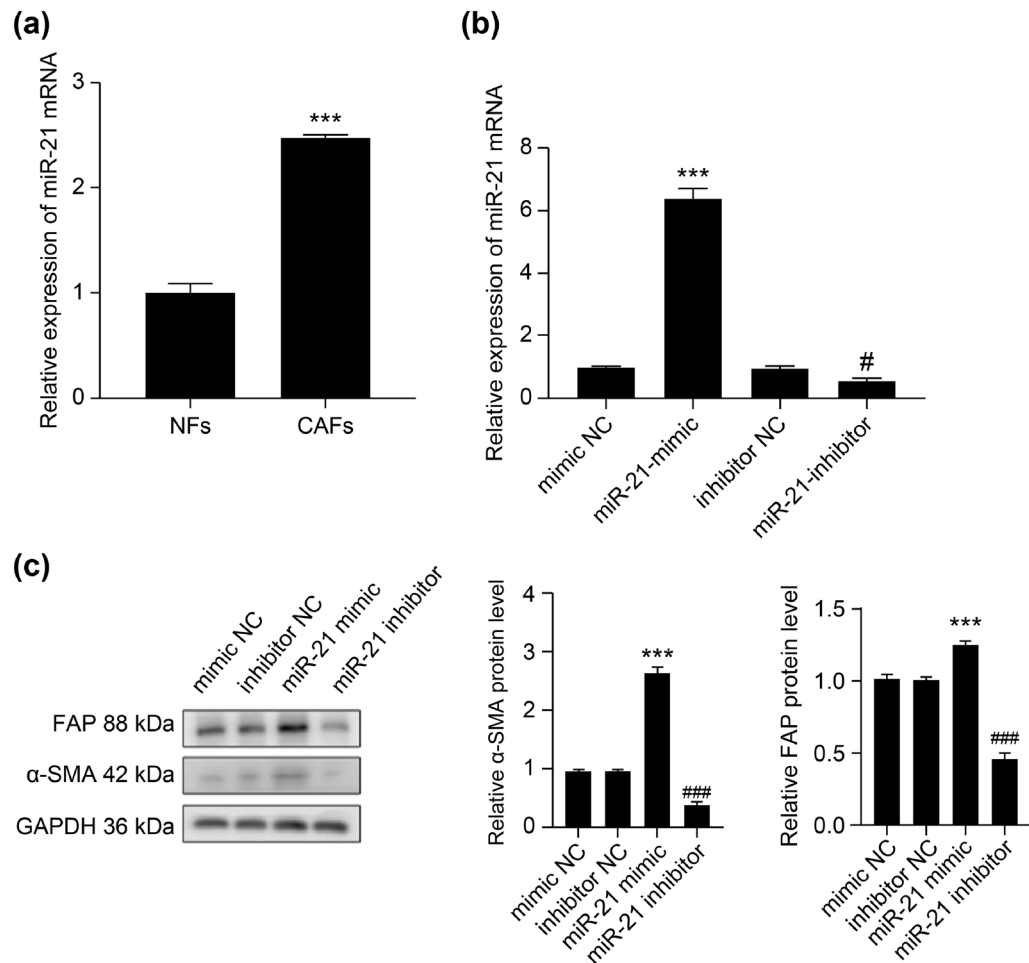 (a)
Relative expression of miR-21 mRNA
3
2
1
0
***
NFs
CAFs
(b)
Relative expression of miR-21 mRNA
8
6
4
2
0
***
#
mimic NC
miR-21-mimic
inhibitor NC
miR-21-inhibitor
(c)
mimic NC
inhibitor NC
miR-21 mimic
miR-21 inhibitor
FAP 88 kDa
α-SMA 42 kDa
GAPDH 36 kDa
Relative α-SMA protein level
4
3
2
1
0
***
###
mimic NC
inhibitor NC
miR-21 mimic
miR-21 inhibitor
Relative FAP protein level
1.5
1.0
0.5
0.0
***
###
mimic NC
inhibitor NC
miR-21 mimic
miR-21 inhibitor